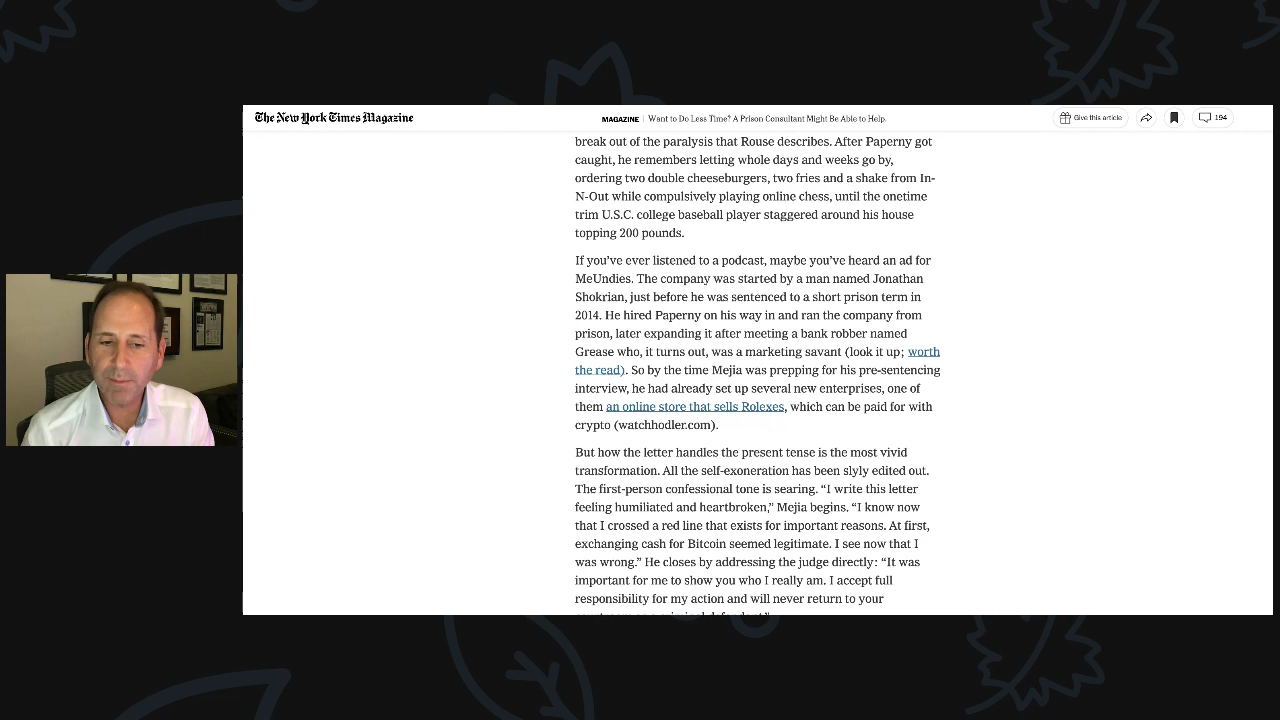 The New York Times Magazine
MAGAZINE | Want to Do Less Time? A Prison Consultant Might Be Able to Help.
Give this article
194
break out of the paralysis that Rouse describes. After Paperny got
caught, he remembers letting whole days and weeks go by,
ordering two double cheeseburgers, two fries and a shake from In-
N-Out while compulsively playing online chess, until the onetime
trim U.S.C. college baseball player staggered around his house
topping 200 pounds.
If you’ve ever listened to a podcast, maybe you’ve heard an ad for
MeUndies. The company was started by a man named Jonathan
Shokrian, just before he was sentenced to a short prison term in
2014. He hired Paperny on his way in and ran the company from
prison, later expanding it after meeting a bank robber named
Grease who, it turns out, was a marketing savant (look it up; worth
the read). So by the time Mejia was prepping for his pre-sentencing
interview, he had already set up several new enterprises, one of
them an online store that sells Rolexes, which can be paid for with
crypto (watchhodler.com).
But how the letter handles the present tense is the most vivid
transformation. All the self-exoneration has been slyly edited out.
The first-person confessional tone is searing. “I write this letter
feeling humiliated and heartbroken,” Mejia begins. “I know now
that I crossed a red line that exists for important reasons. At first,
exchanging cash for Bitcoin seemed legitimate. I see now that I
was wrong.” He closes by addressing the judge directly: “It was
important for me to show you who I really am. I accept full
responsibility for my action and will never return to your